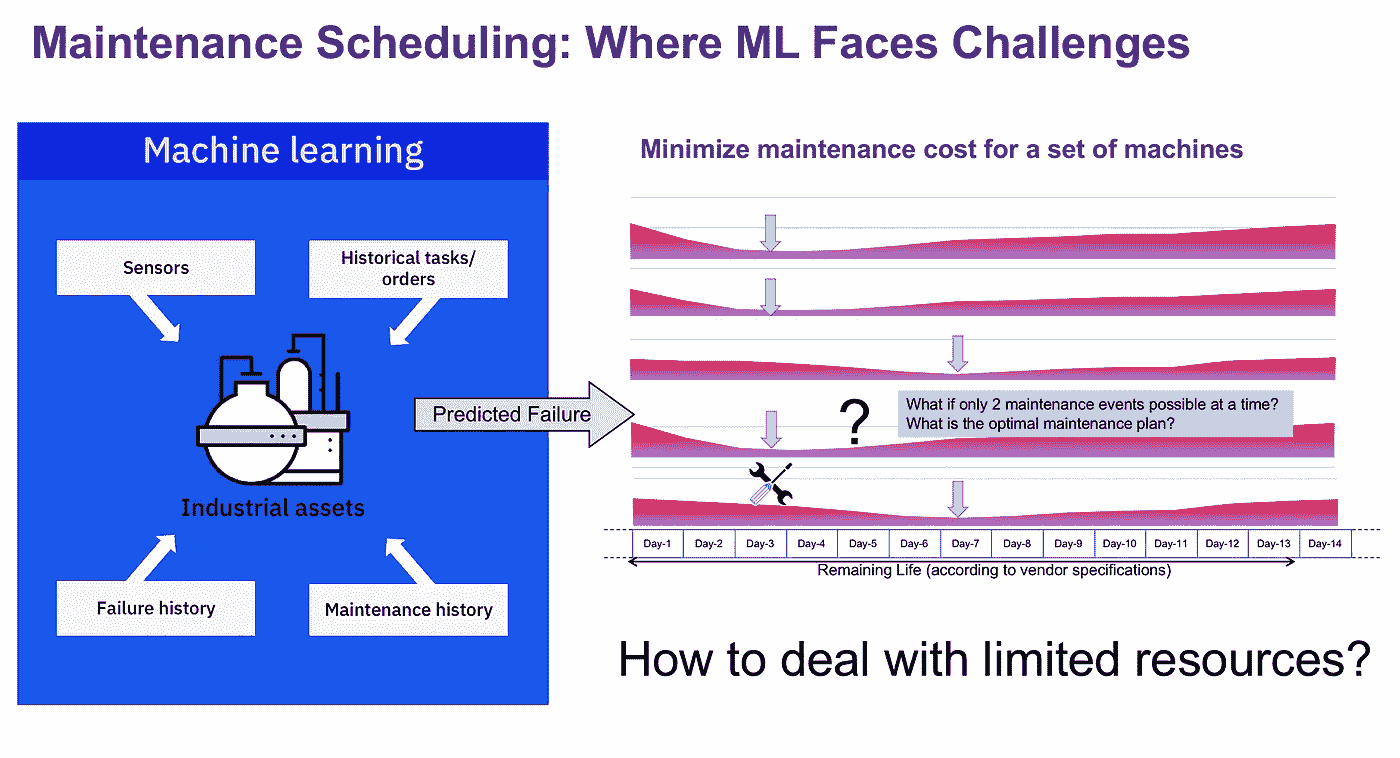 Maintenance Scheduling: Where ML Faces Challenges
Machine learning
Sensors
Historical tasks/
orders
Industrial assets
Failure history
Maintenance history
Predicted Failure
Minimize maintenance cost for a set of machines
?
What if only 2 maintenance events possible at a time?
What is the optimal maintenance plan?
Day-1 Day-2 Day-3 Day-4 Day-5 Day-6 Day-7 Day-8 Day-9 Day-10 Day-11 Day-12 Day-13 Day-14
Remaining Life (according to vendor specifications)
How to deal with limited resources?